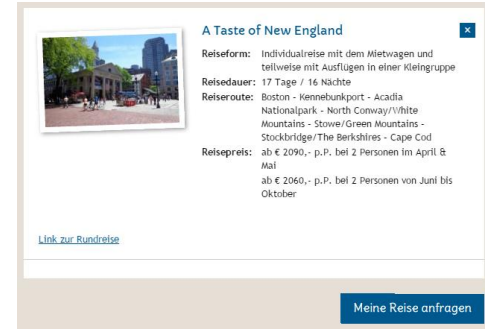 A Taste of New England
x
Reiseform: Individualreise mit dem Mietwagen und
teilweise mit Ausflügen in einer Kleingruppe
Reisedauer: 17 Tage / 16 Nächte
Reiseroute: Boston - Kennebunkport - Acadia
Nationalpark - North Conway/White
Mountains - Stowe/Green Mountains -
Stockbridge/The Berkshires - Cape Cod
Reisepreis: ab € 2090,- p.P. bei 2 Personen im April &
Mai
ab € 2060,- p.P. bei 2 Personen von Juni bis
Oktober
Link zur Rundreise
Meine Reise anfragen